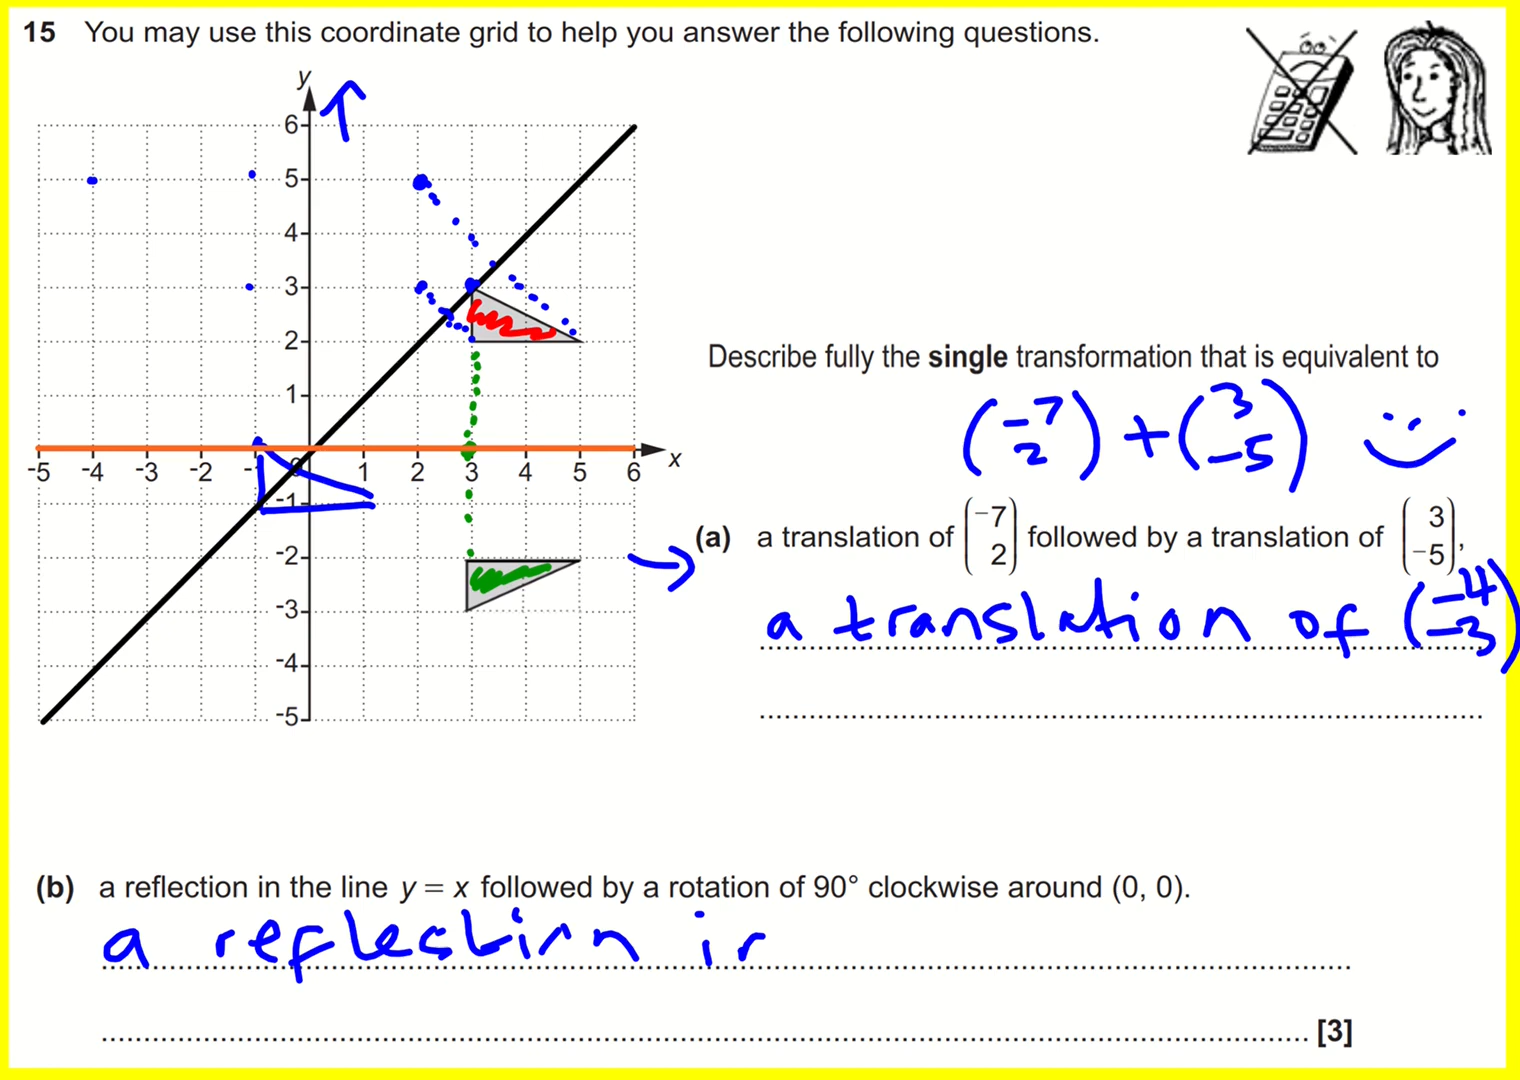 15 You may use this coordinate grid to help you answer the following questions.
y
6
5
4
3
2
1
-5 -4 -3 -2 -1 0 1 2 3 4 5 6 x
-1
-2
-3
-4
-5
Describe fully the single transformation that is equivalent to
(-7 2) + (3 -5)
(a) a translation of (-7 2) followed by a translation of (3 -5),
a translation of (-4 -3)
(b) a reflection in the line y = x followed by a rotation of 90° clockwise around (0, 0).
a reflection in
[3]